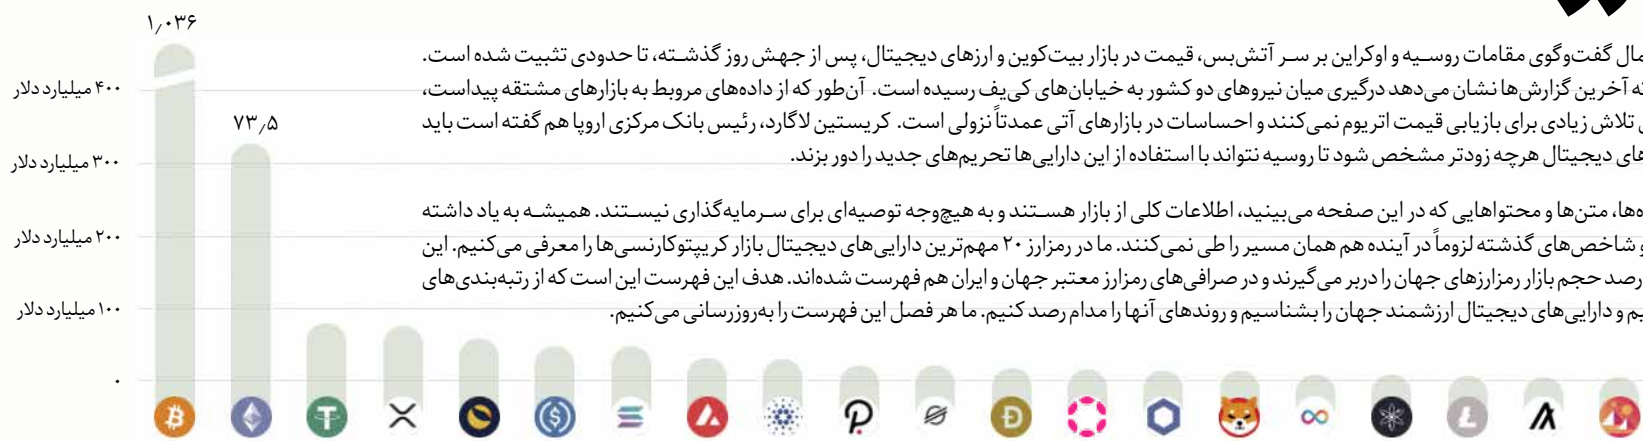 ۱٫۰۳۶
۷۳٫۵
۴۰۰ میلیارد دلار
۳۰۰ میلیارد دلار
۲۰۰ میلیارد دلار
۱۰۰ میلیارد دلار
۰
گفت‌وگوی مقامات روسیه و اوکراین بر سر آتش‌بس، قیمت در بازار بیت‌کوین و ارزهای دیجیتال، پس از جهش روز گذشته، تا حدودی تثبیت شده است.
آخرین گزارش‌ها نشان می‌دهد درگیری میان نیروهای دو کشور به خیابان‌های کی‌یف رسیده است. آن‌طور که از داده‌های مربوط به بازارهای مشتقه پیداست،
تلاش زیادی برای بازیابی قیمت اتریوم نمی‌کنند و احساسات در بازارهای آتی عمدتاً نزولی است. کریستین لاگارد، رئیس بانک مرکزی اروپا هم گفته است باید
های دیجیتال هرچه زودتر مشخص شود تا روسیه نتواند با استفاده از این دارایی‌ها تحریم‌های جدید را دور بزند.
ه‌ها، متن‌ها و محتواهایی که در این صفحه می‌بینید، اطلاعات کلی از بازار هستند و به هیچ‌وجه توصیه‌ای برای سرمایه‌گذاری نیستند. همیشه به یاد داشته
و شاخص‌های گذشته لزوماً در آینده هم همان مسیر را طی نمی‌کنند. ما در رمزارز ۲۰ مهم‌ترین دارایی‌های دیجیتال بازار کریپتوکارنسی‌ها را معرفی می‌کنیم. این
رصد حجم بازار رمزارزهای جهان را دربر می‌گیرند و در صرافی‌های رمزارز معتبر جهان و ایران هم فهرست شده‌اند. هدف این فهرست این است که از رتبه‌بندی‌های
یم و دارایی‌های دیجیتال ارزشمند جهان را بشناسیم و روندهای آنها را مدام رصد کنیم. ما هر فصل این فهرست را به‌روزرسانی می‌کنیم.